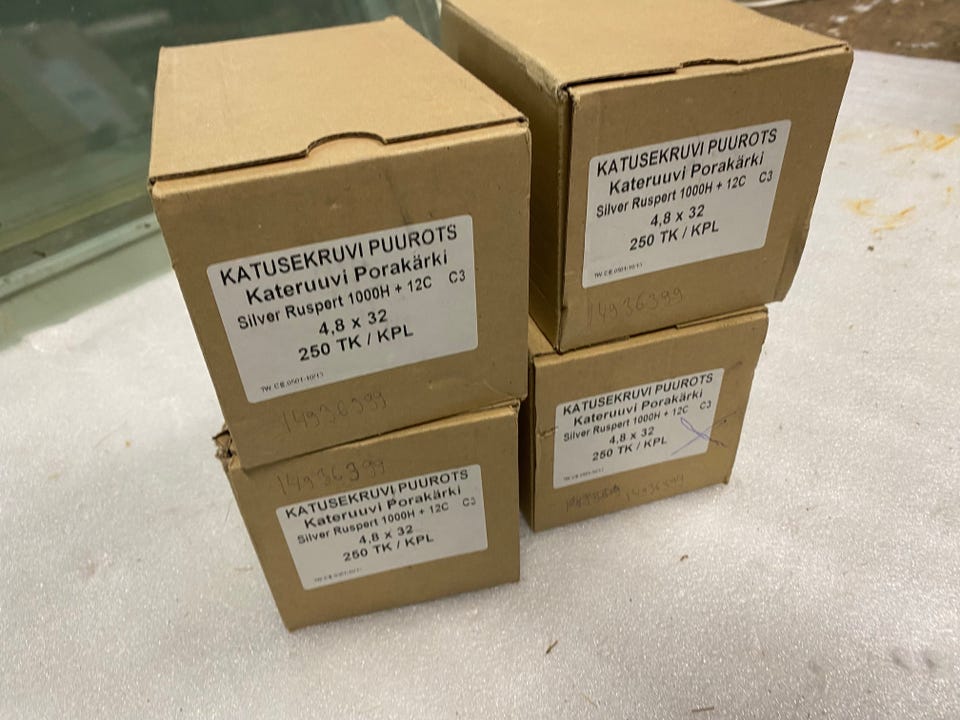 KATUSEKRUVI PUUROTS
Kateruuvi Porakärki
Silver Ruspert 1000H + 12C C3
4,8 x 32
250 TK / KPL
14936399
KATUSEKRUVI PUUROTS
Kateruuvi Porakärki
Silver Ruspert 1000H + 12C C3
4,8 x 32
250 TK / KPL
14936399
14936399
KATUSEKRUVI PUUROTS
Kateruuvi Porakärki
Silver Ruspert 1000H + 12C C3
4,8 x 32
250 TK / KPL
KATUSEKRUVI PUUROTS
Kateruuvi Porakärki
Silver Ruspert 1000H + 12C C3
4,8 x 32
250 TK / KPL
14936399